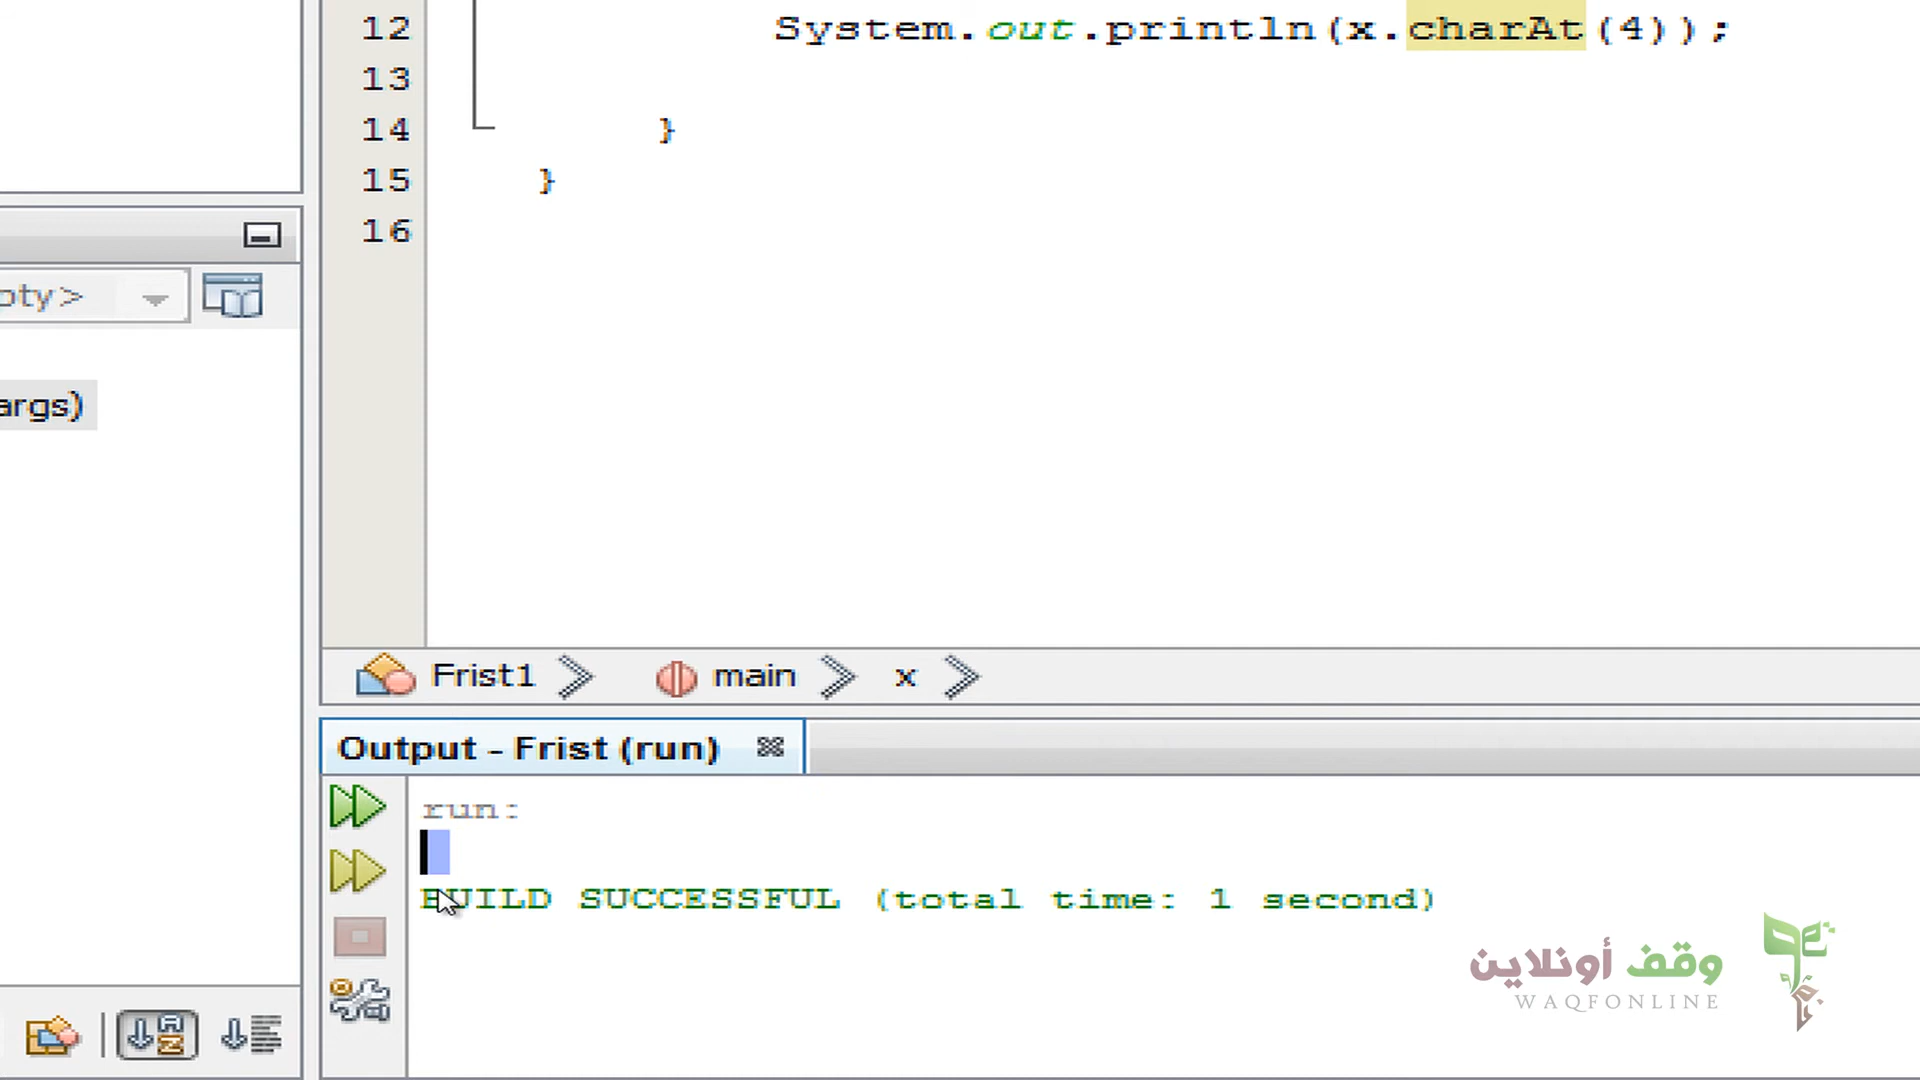 12 System.out.println(x.charAt(4));
13
14 }
15 }
16
pty>
args)
Frist1 main x
Output - Frist (run)
run:
BUILD SUCCESSFUL (total time: 1 second)
وقف أونلاين
WAQFONLINE